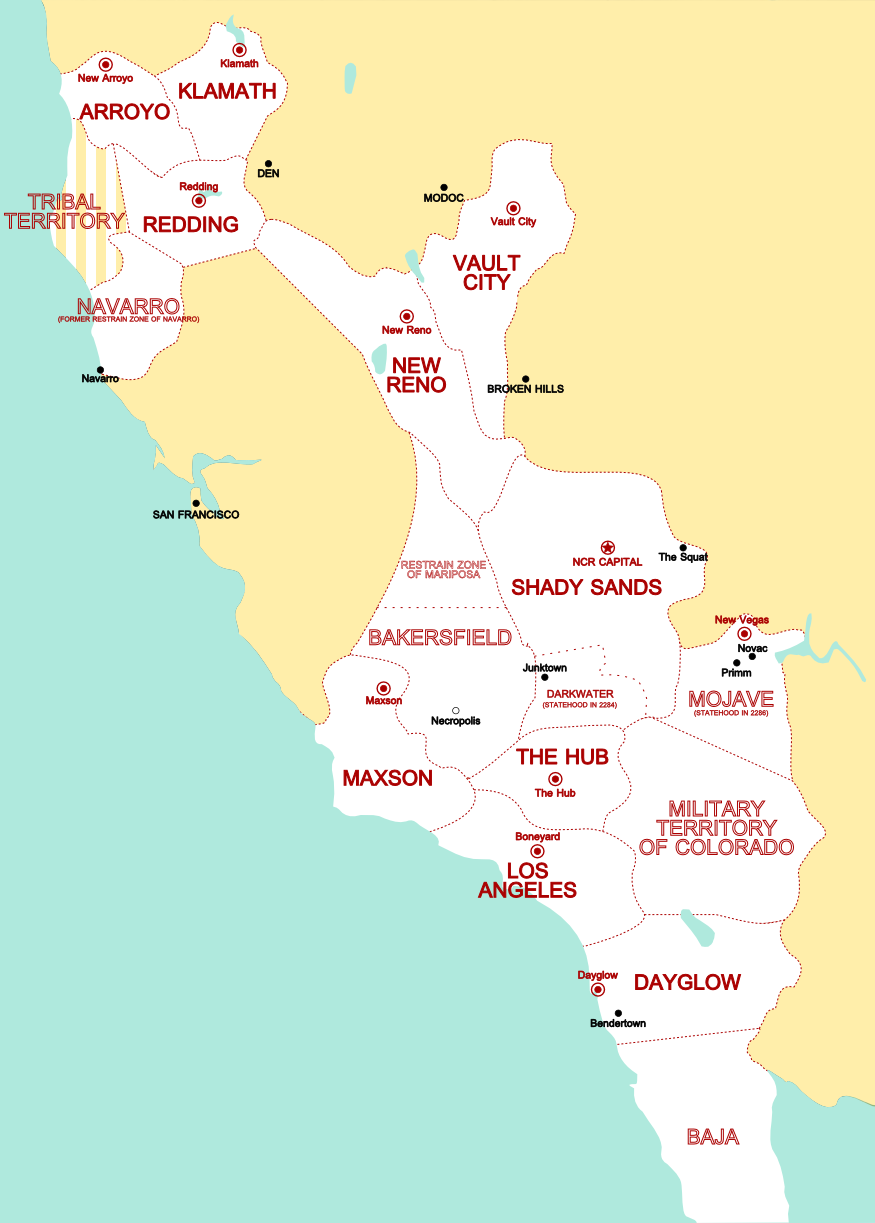 Klamath
New Arroyo
KLAMATH
ARROYO
DEN
Redding
MODOC
TRIBAL
TERRITORY
REDDING
Vault City
VAULT
CITY
NAVARRO
(FORMER RESTRAIN ZONE OF NAVARRO)
New Reno
NEW
RENO
Navarro
BROKEN HILLS
SAN FRANCISCO
The Squat
NCR CAPITAL
RESTRAIN ZONE
OF MARIPOSA
SHADY SANDS
New Vegas
BAKERSFIELD
Novac
Junktown
Primm
DARKWATER
(STATEHOOD IN 2284)
MOJAVE
(STATEHOOD IN 2286)
Maxson
Necropolis
THE HUB
MAXSON
The Hub
MILITARY
TERRITORY
OF COLORADO
Boneyard
LOS
ANGELES
Dayglow
DAYGLOW
Bendertown
BAJA